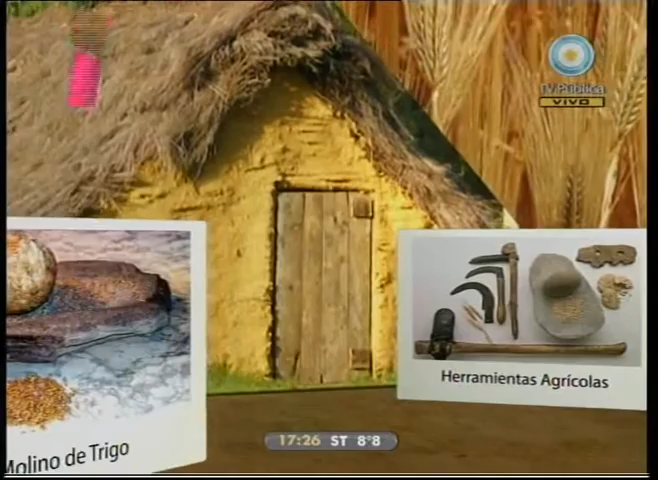 TV Pública
VIVO
Herramientas Agrícolas
Molino de Trigo
17:26 ST 8°8